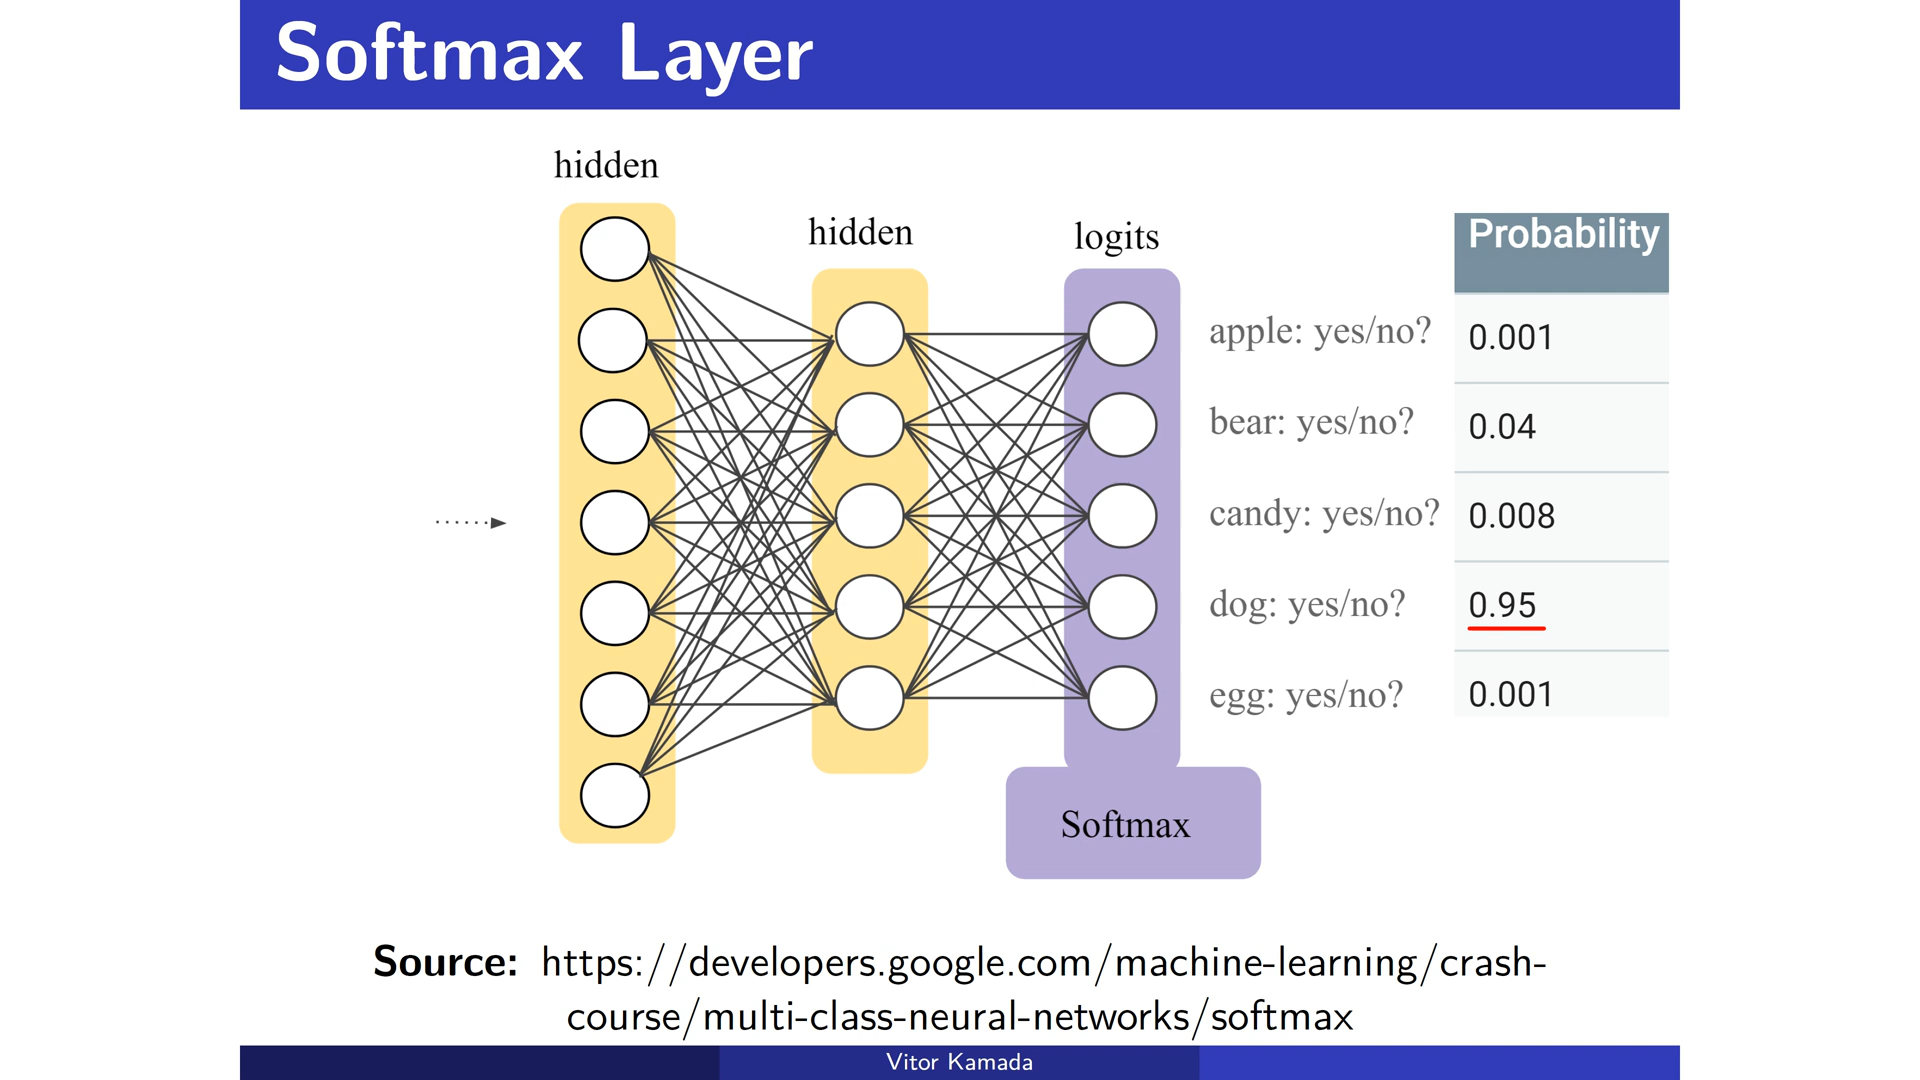 Softmax Layer
hidden
hidden
logits
Probability
apple: yes/no? 0.001
bear: yes/no? 0.04
candy: yes/no? 0.008
dog: yes/no? 0.95
egg: yes/no? 0.001
Softmax
Source: https://developers.google.com/machine-learning/crash-
course/multi-class-neural-networks/softmax
Vitor Kamada